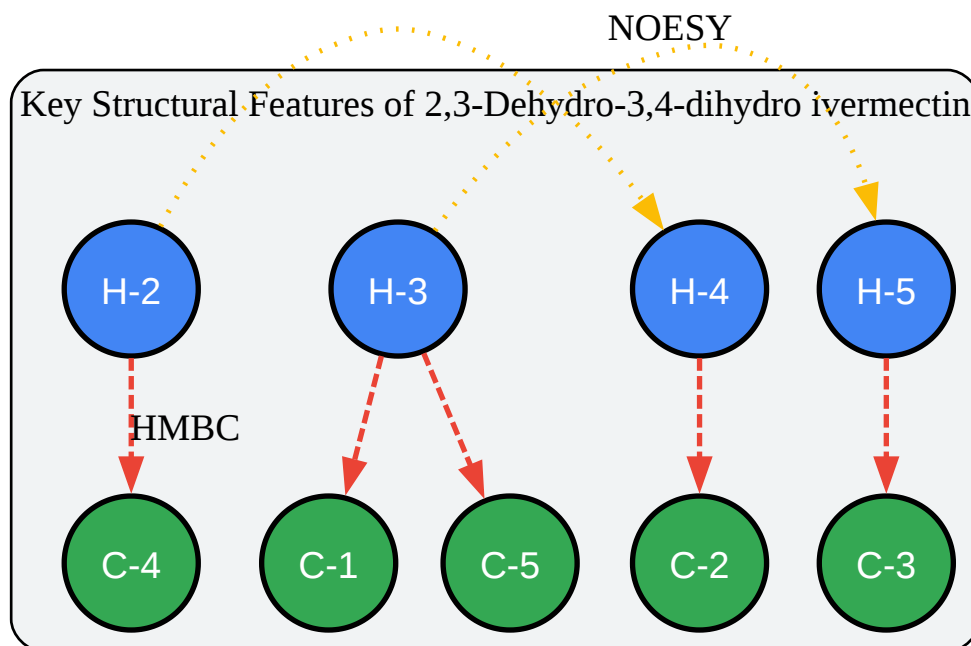 NOESY
Key Structural Features of 2,3-Dehydro-3,4-dihydro ivermectin
H-2
H-3
H-4
H-5
HMBC
C-4
C-1
C-5
C-2
C-3